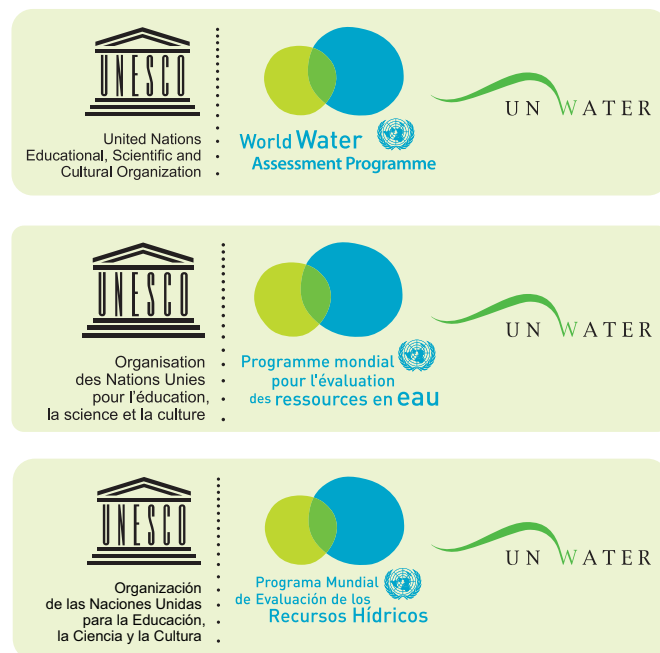 UNESCO
United Nations
Educational, Scientific and
Cultural Organization
World Water
Assessment Programme
UN WATER
UNESCO
Organisation
des Nations Unies
pour l'éducation,
la science et la culture
Programme mondial
pour l'évaluation
des ressources en eau
UN WATER
UNESCO
Organización
de las Naciones Unidas
para la Educación,
la Ciencia y la Cultura
Programa Mundial
de Evaluación de los
Recursos Hídricos
UN WATER